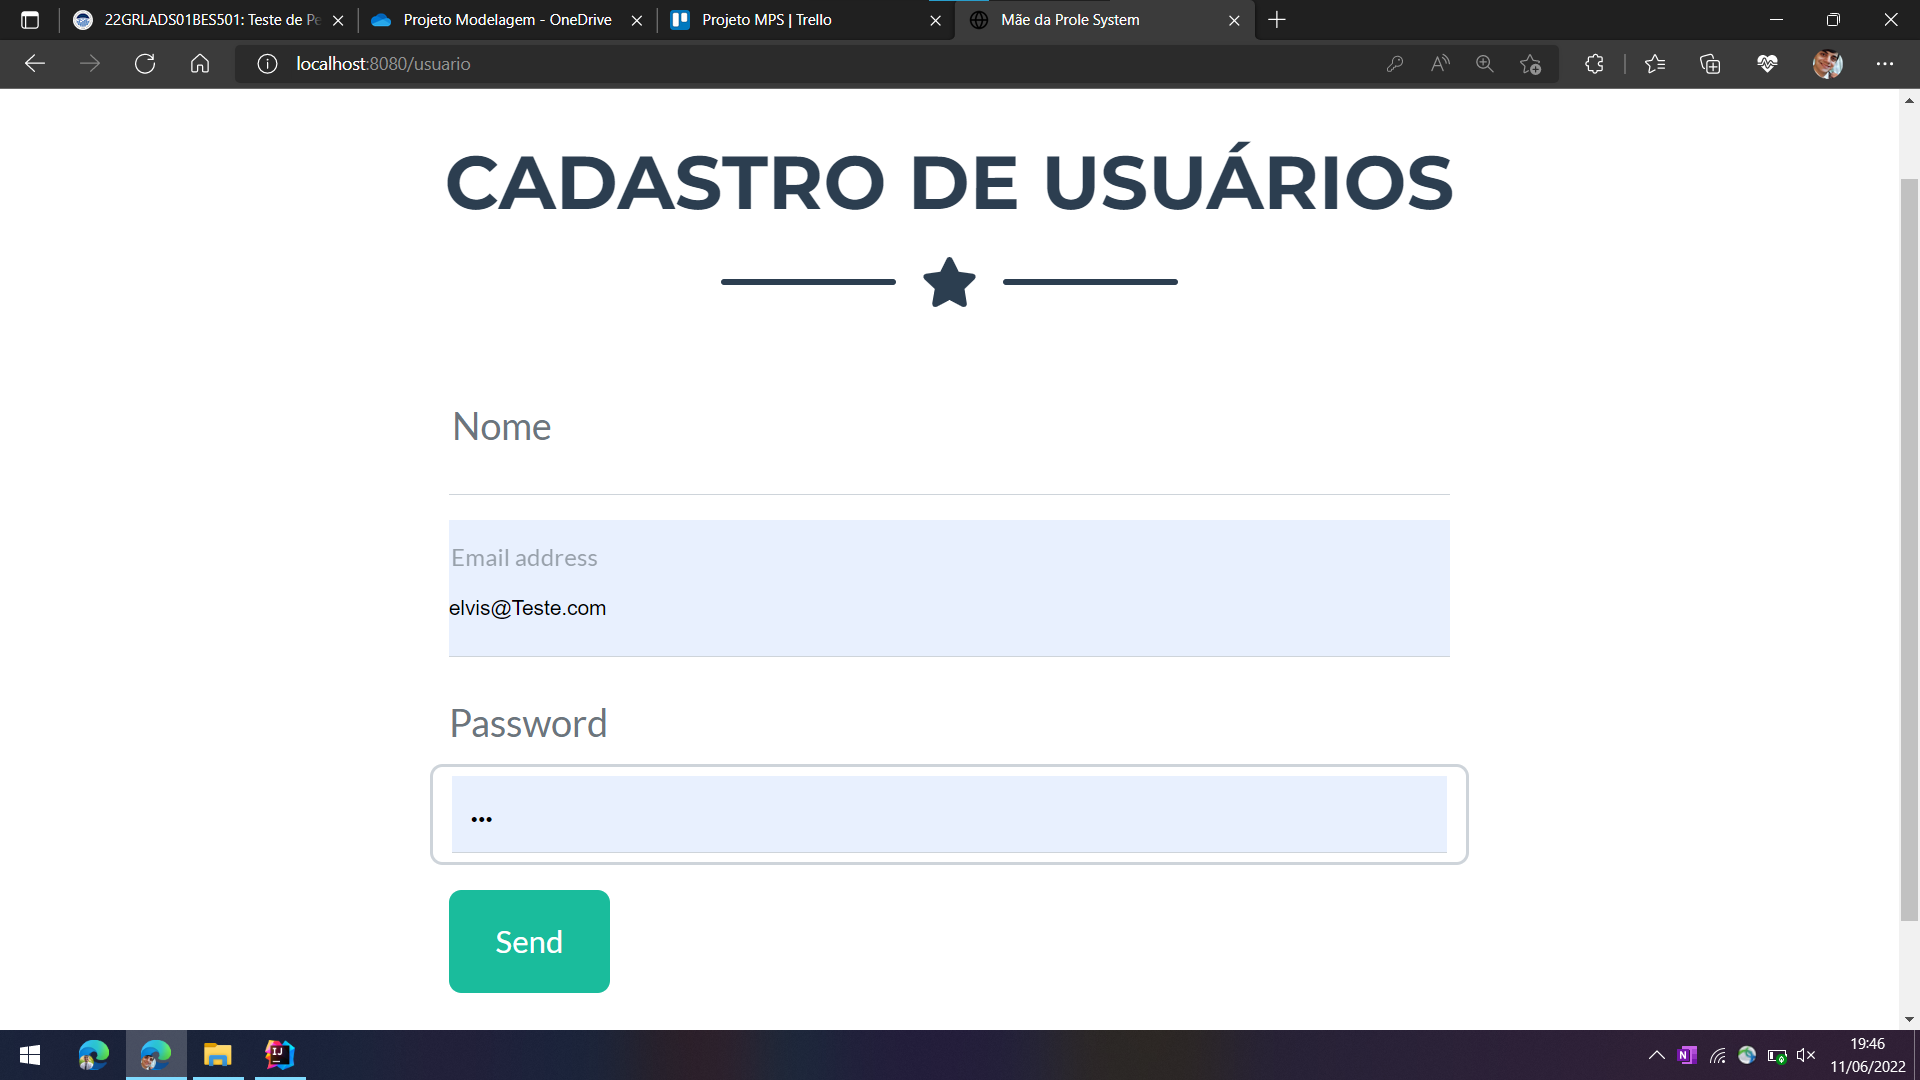 22GRLADS01BES501: Teste de Pe
Projeto Modelagem - OneDrive
Projeto MPS | Trello
Mãe da Prole System
localhost:8080/usuario
CADASTRO DE USUÁRIOS
Nome
Email address
elvis@Teste.com
Password
•••
Send
19:46
11/06/2022